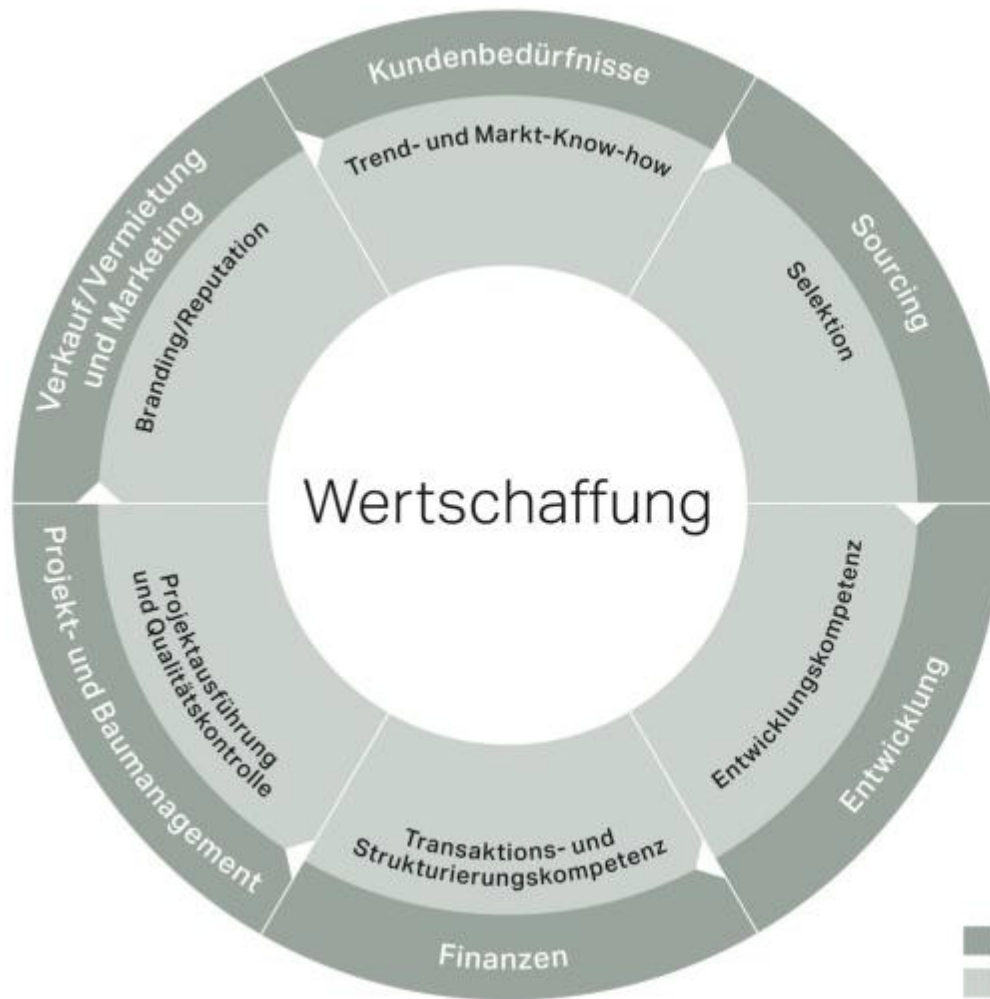 Kundenbedürfnisse
Trend- und Markt-Know-how
Sourcing
Selektion
Entwicklung
Entwicklungskompetenz
Finanzen
Transaktions- und
Strukturierungskompetenz
Projekt- und Baumanagement
Projektausführung
und Qualitätskontrolle
Verkauf/Vermietung
und Marketing
Branding/Reputation
Wertschaffung